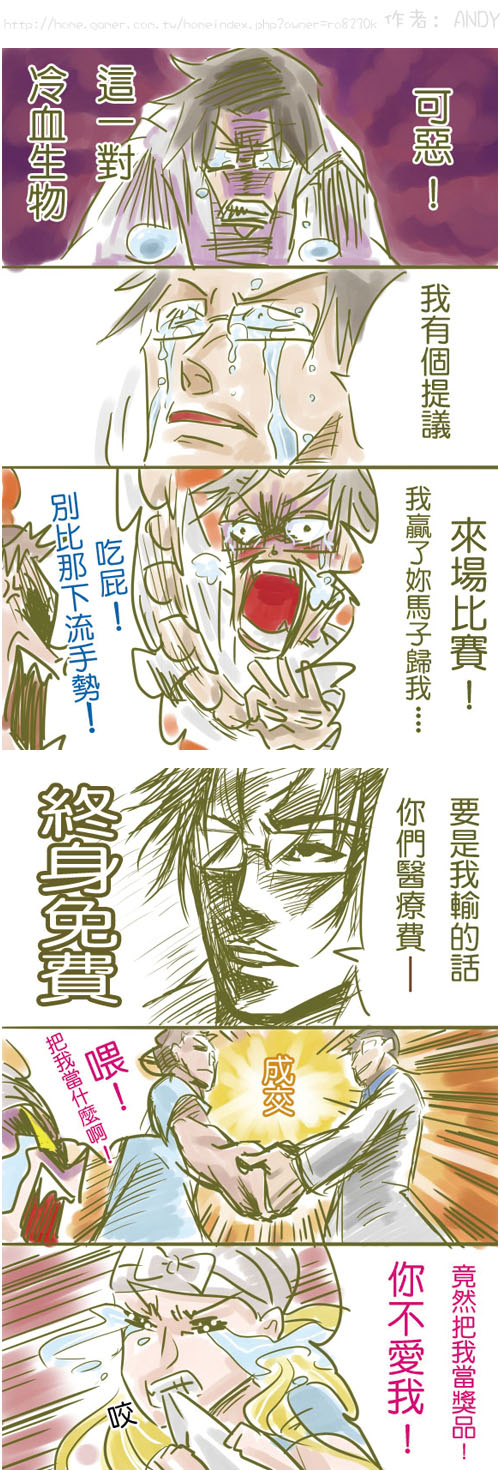 http://home.gamer.com.tw/homeindex.php?owner=ro8270k 作者: ANDY
可惡！
這一對
冷血生物
我有個提議
來場比賽！
我贏了妳馬子歸我....
吃屁！
別比那下流手勢！
要是我輸的話
你們醫療費——
終身免費
成交
喂！
把我當什麼啊！
竟然把我當獎品！
你不愛我！
咬